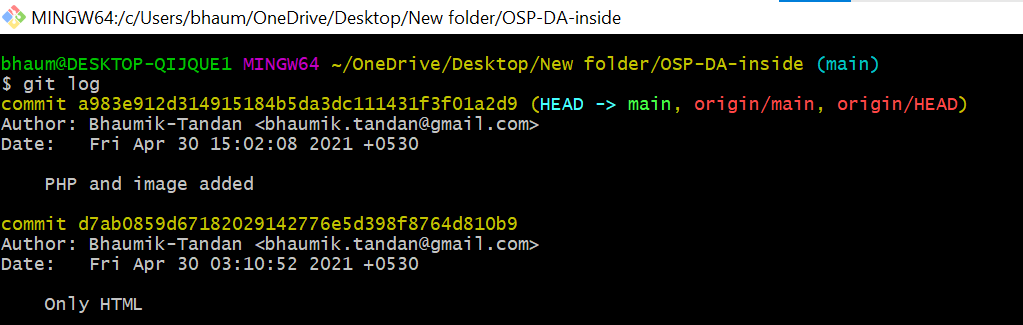 MINGW64:/c/Users/bhaum/OneDrive/Desktop/New folder/OSP-DA-inside
bhaum@DESKTOP-QIJQUE1 MINGW64 ~/OneDrive/Desktop/New folder/OSP-DA-inside (main)
$ git log
commit a983e912d314915184b5da3dc111431f3f01a2d9 (HEAD -> main, origin/main, origin/HEAD)
Author: Bhaumik-Tandan <bhaumik.tandan@gmail.com>
Date:   Fri Apr 30 15:02:08 2021 +0530
    PHP and image added
commit d7ab0859d67182029142776e5d398f8764d810b9
Author: Bhaumik-Tandan <bhaumik.tandan@gmail.com>
Date:   Fri Apr 30 03:10:52 2021 +0530
    Only HTML